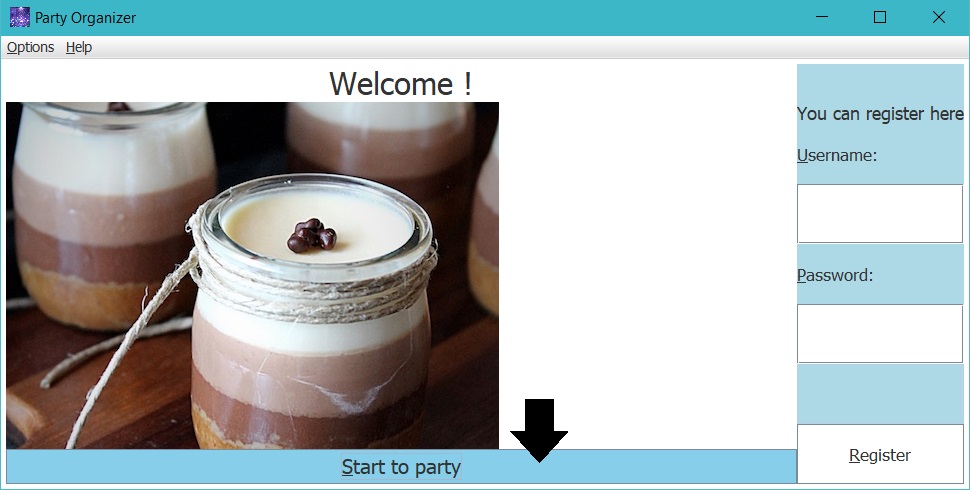 Party Organizer
Options Help
Welcome !
You can register here
Username:
Password:
Start to party
Register